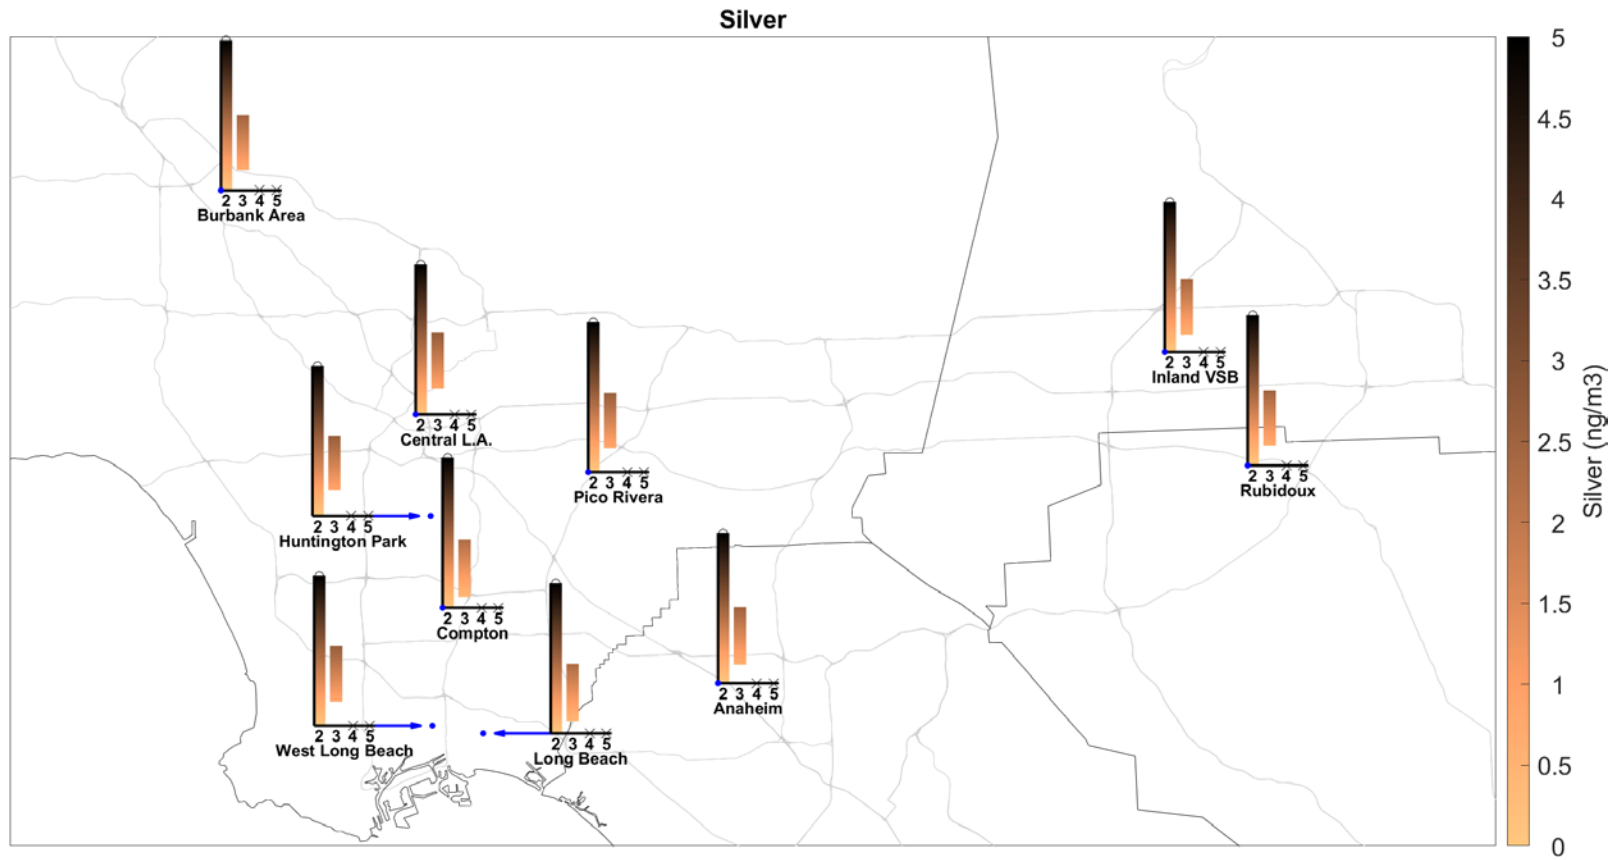 Silver
2 3 4 5
Burbank Area
2 3 4 5
Central L.A.
2 3 4 5
Pico Rivera
2 3 4 5
Inland VSB
2 3 4 5
Rubidoux
2 3 4 5
Huntington Park
2 3 4 5
Compton
2 3 4 5
West Long Beach
2 3 4 5
Long Beach
2 3 4 5
Anaheim
5
4.5
4
3.5
3
2.5
2
1.5
1
0.5
0
Silver (ng/m3)